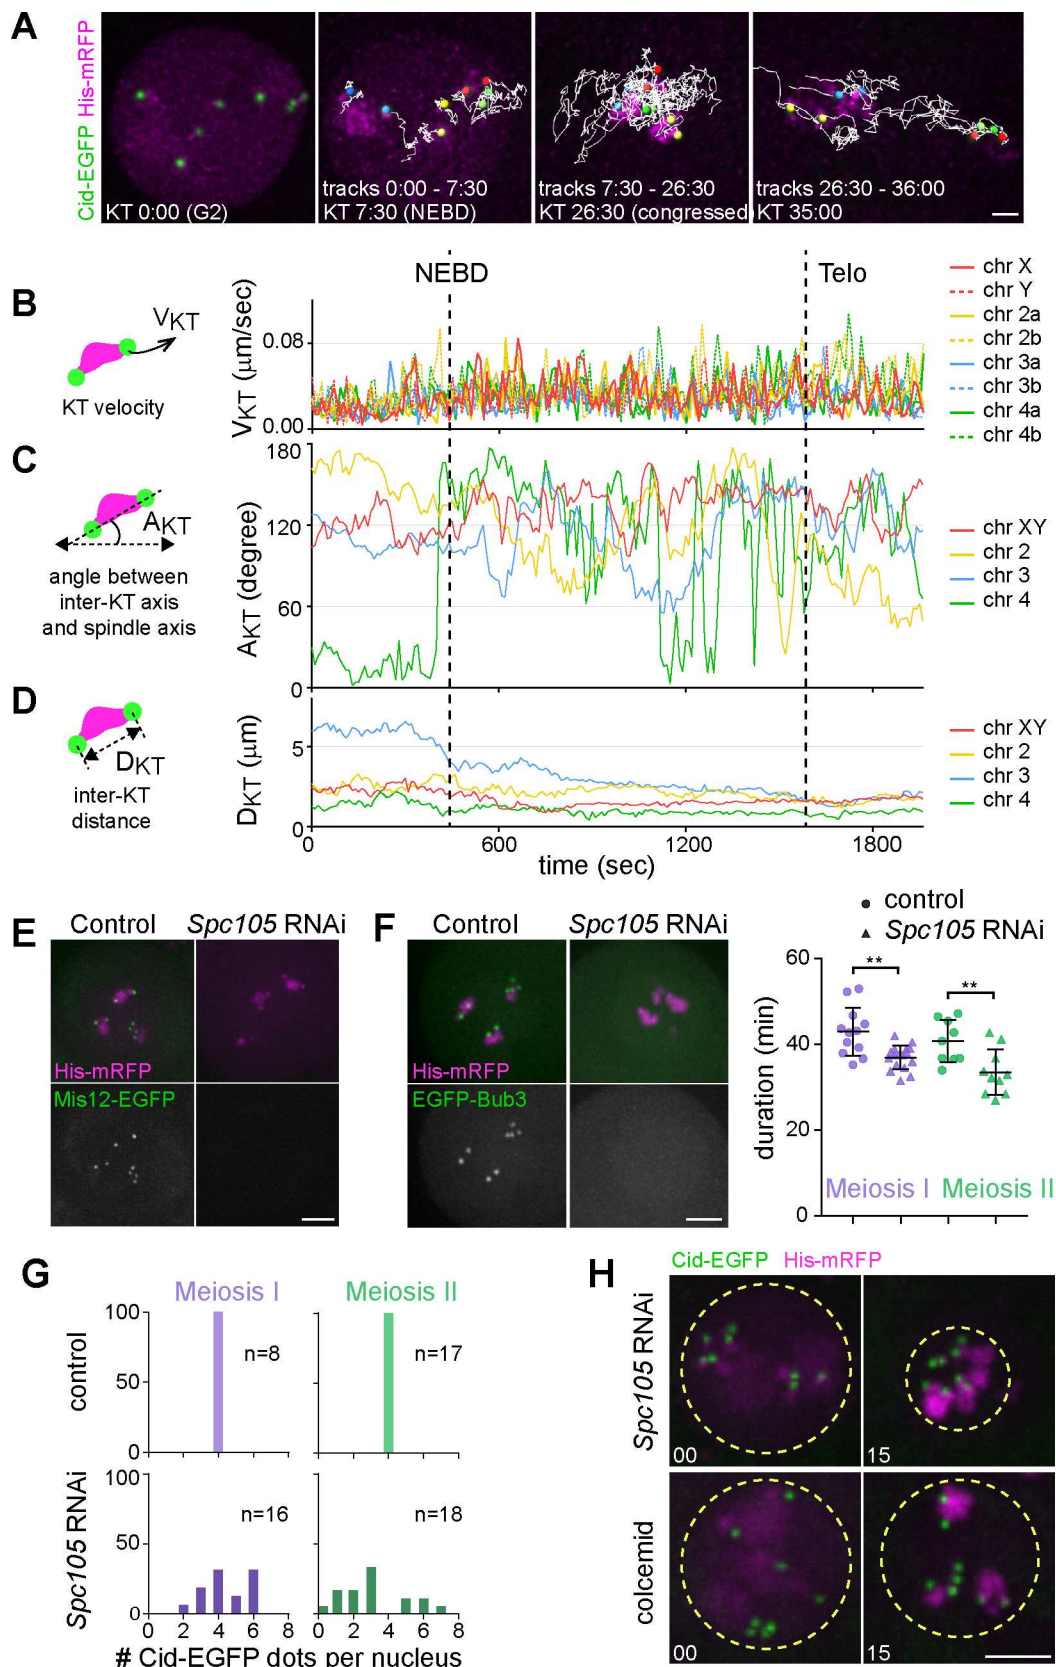 A
Cid-EGFP His-mRFP
KT 0:00 (G2)
tracks 0:00 - 7:30
KT 7:30 (NEBD)
tracks 7:30 - 26:30
KT 26:30 (congressed)
tracks 26:30 - 36:00
KT 35:00
NEBD
Telo
B
VKT
KT velocity
VKT (μm/sec)
0.08
0.00
chr X
chr Y
chr 2a
chr 2b
chr 3a
chr 3b
chr 4a
chr 4b
C
AKT
angle between
inter-KT axis
and spindle axis
AKT (degree)
180
120
60
0
chr XY
chr 2
chr 3
chr 4
D
DKT
inter-KT
distance
DKT (μm)
5
0
chr XY
chr 2
chr 3
chr 4
0 600 1200 1800
time (sec)
E
Control Spc105 RNAi
His-mRFP
Mis12-EGFP
F
Control Spc105 RNAi
His-mRFP
EGFP-Bub3
control
Spc105 RNAi
duration (min)
60
40
20
0
** **
Meiosis I Meiosis II
G
Meiosis I Meiosis II
control
100
50
0
n=8 n=17
Spc105 RNAi
100
50
0
n=16 n=18
0 2 4 6 8 0 2 4 6 8
# Cid-EGFP dots per nucleus
H
Cid-EGFP His-mRFP
Spc105 RNAi
00 15
colcemid
00 15